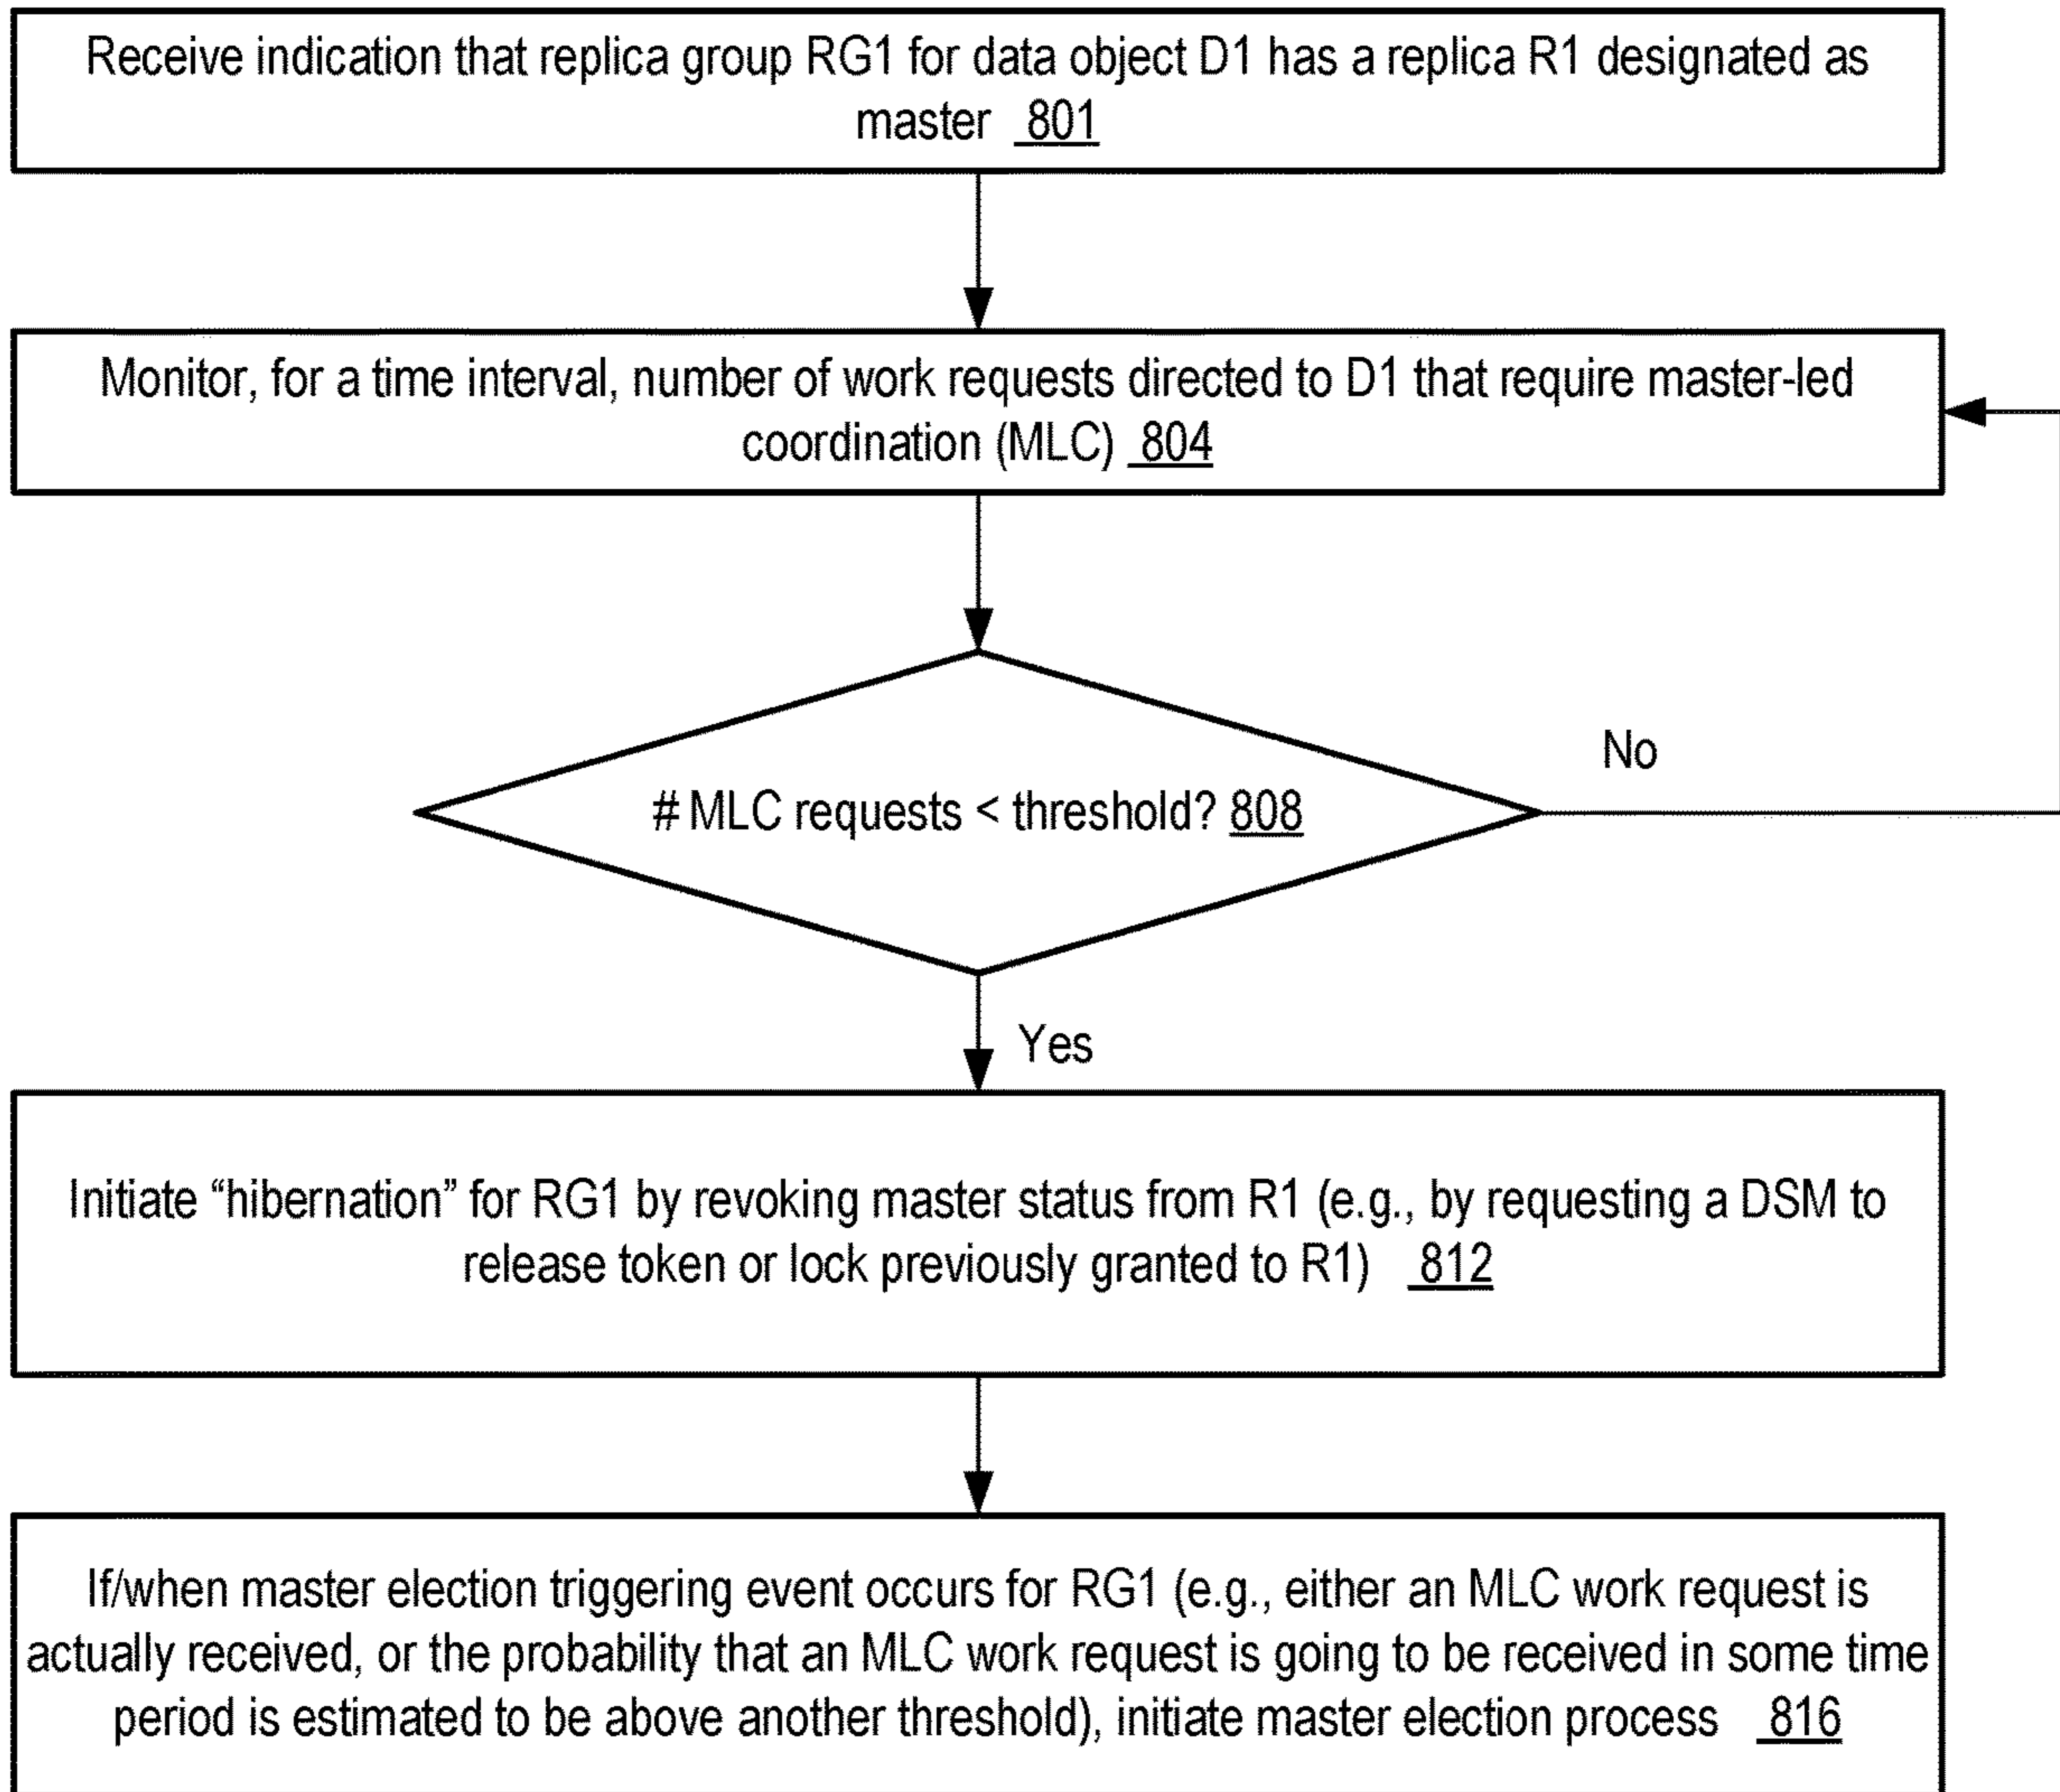 Receive indication that replica group RG1 for data object D1 has a replica R1 designated as
master 801
Monitor, for a time interval, number of work requests directed to D1 that require master-led
coordination (MLC) 804
No
# MLC requests < threshold? 808
Yes
Initiate “hibernation” for RG1 by revoking master status from R1 (e.g., by requesting a DSM to
release token or lock previously granted to R1) 812
If/when master election triggering event occurs for RG1 (e.g., either an MLC work request is
actually received, or the probability that an MLC work request is going to be received in some time
period is estimated to be above another threshold), initiate master election process 816